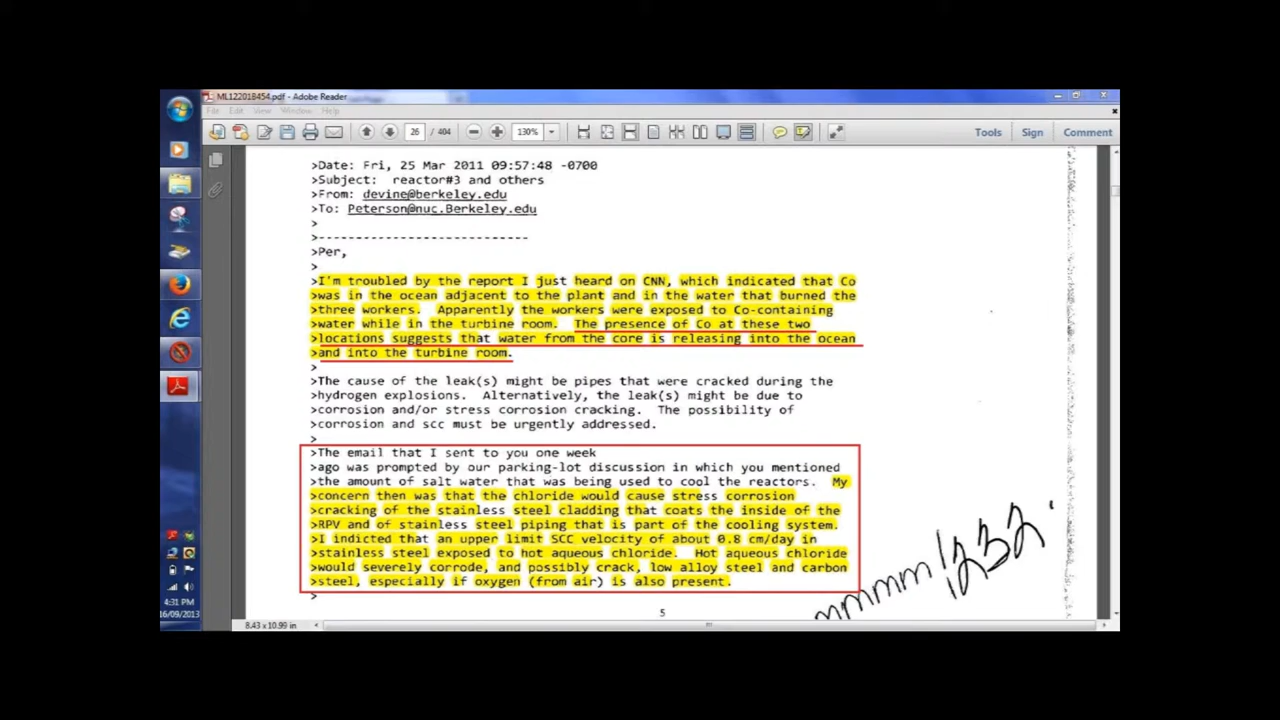 ML12201B454.pdf - Adobe Reader
File Edit View Window Help
26 / 404 130% Tools Sign Comment
>Date: Fri, 25 Mar 2011 09:57:48 -0700
>Subject: reactor#3 and others
>From: devine@berkeley.edu
>To: Peterson@nuc.Berkeley.edu
>
>----------------------------
>Per,
>
>I'm troubled by the report I just heard on CNN, which indicated that Co
>was in the ocean adjacent to the plant and in the water that burned the
>three workers. Apparently the workers were exposed to Co-containing
>water while in the turbine room. The presence of Co at these two
>locations suggests that water from the core is releasing into the ocean
>and into the turbine room.
>
>The cause of the leak(s) might be pipes that were cracked during the
>hydrogen explosions. Alternatively, the leak(s) might be due to
>corrosion and/or stress corrosion cracking. The possibility of
>corrosion and scc must be urgently addressed.
>
>The email that I sent to you one week
>ago was prompted by our parking-lot discussion in which you mentioned
>the amount of salt water that was being used to cool the reactors. My
>concern then was that the chloride would cause stress corrosion
>cracking of the stainless steel cladding that coats the inside of the
>RPV and of stainless steel piping that is part of the cooling system.
>I indicted that an upper limit SCC velocity of about 0.8 cm/day in
>stainless steel exposed to hot aqueous chloride. Hot aqueous chloride
>would severely corrode, and possibly crack, low alloy steel and carbon
>steel, especially if oxygen (from air) is also present.
>
5
mmmmm1232
4:31 PM
16/09/2013
8.43 x 10.99 in